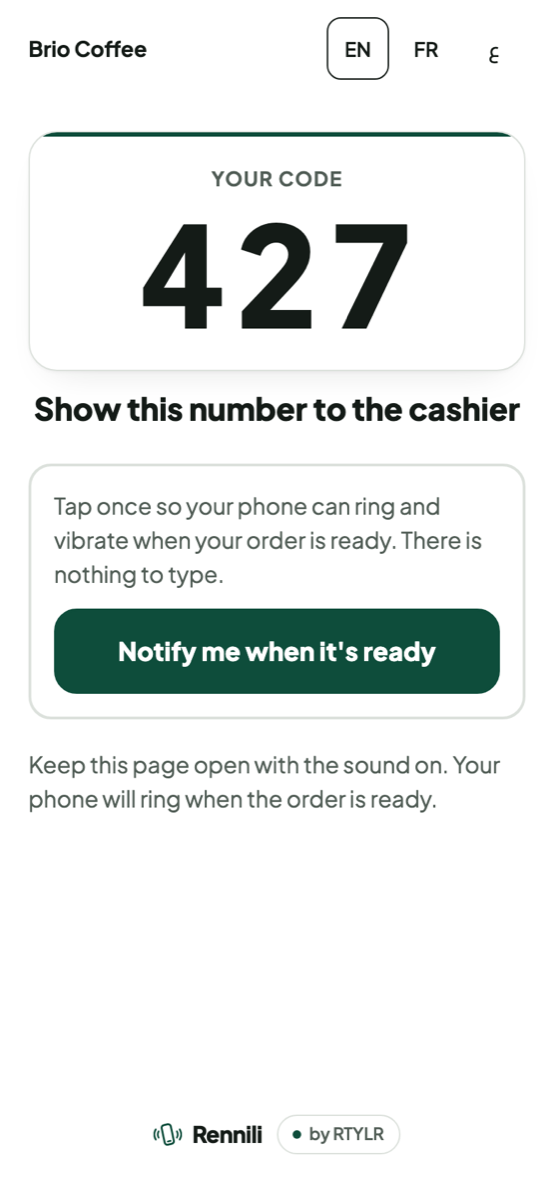 Brio Coffee
EN FR ع
YOUR CODE
427
Show this number to the cashier
Tap once so your phone can ring and
vibrate when your order is ready. There is
nothing to type.
Notify me when it's ready
Keep this page open with the sound on. Your
phone will ring when the order is ready.
Rennili by RTYLR